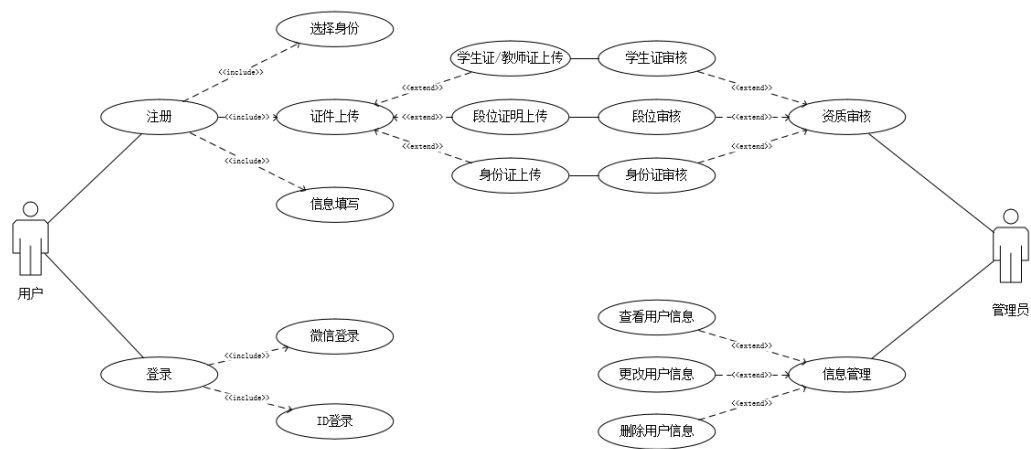 选择身份
<<include>>
学生证/教师证上传
学生证审核
<<extend>>
<<extend>>
注册
<<include>>
证件上传
<<extend>>
段位证明上传
段位审核
<<extend>>
资质审核
<<include>>
<<extend>>
<<extend>>
身份证上传
身份证审核
信息填写
用户
管理员
查看用户信息
微信登录
<<include>>
<<extend>>
登录
更改用户信息
<<extend>>
信息管理
<<include>>
<<extend>>
ID登录
删除用户信息